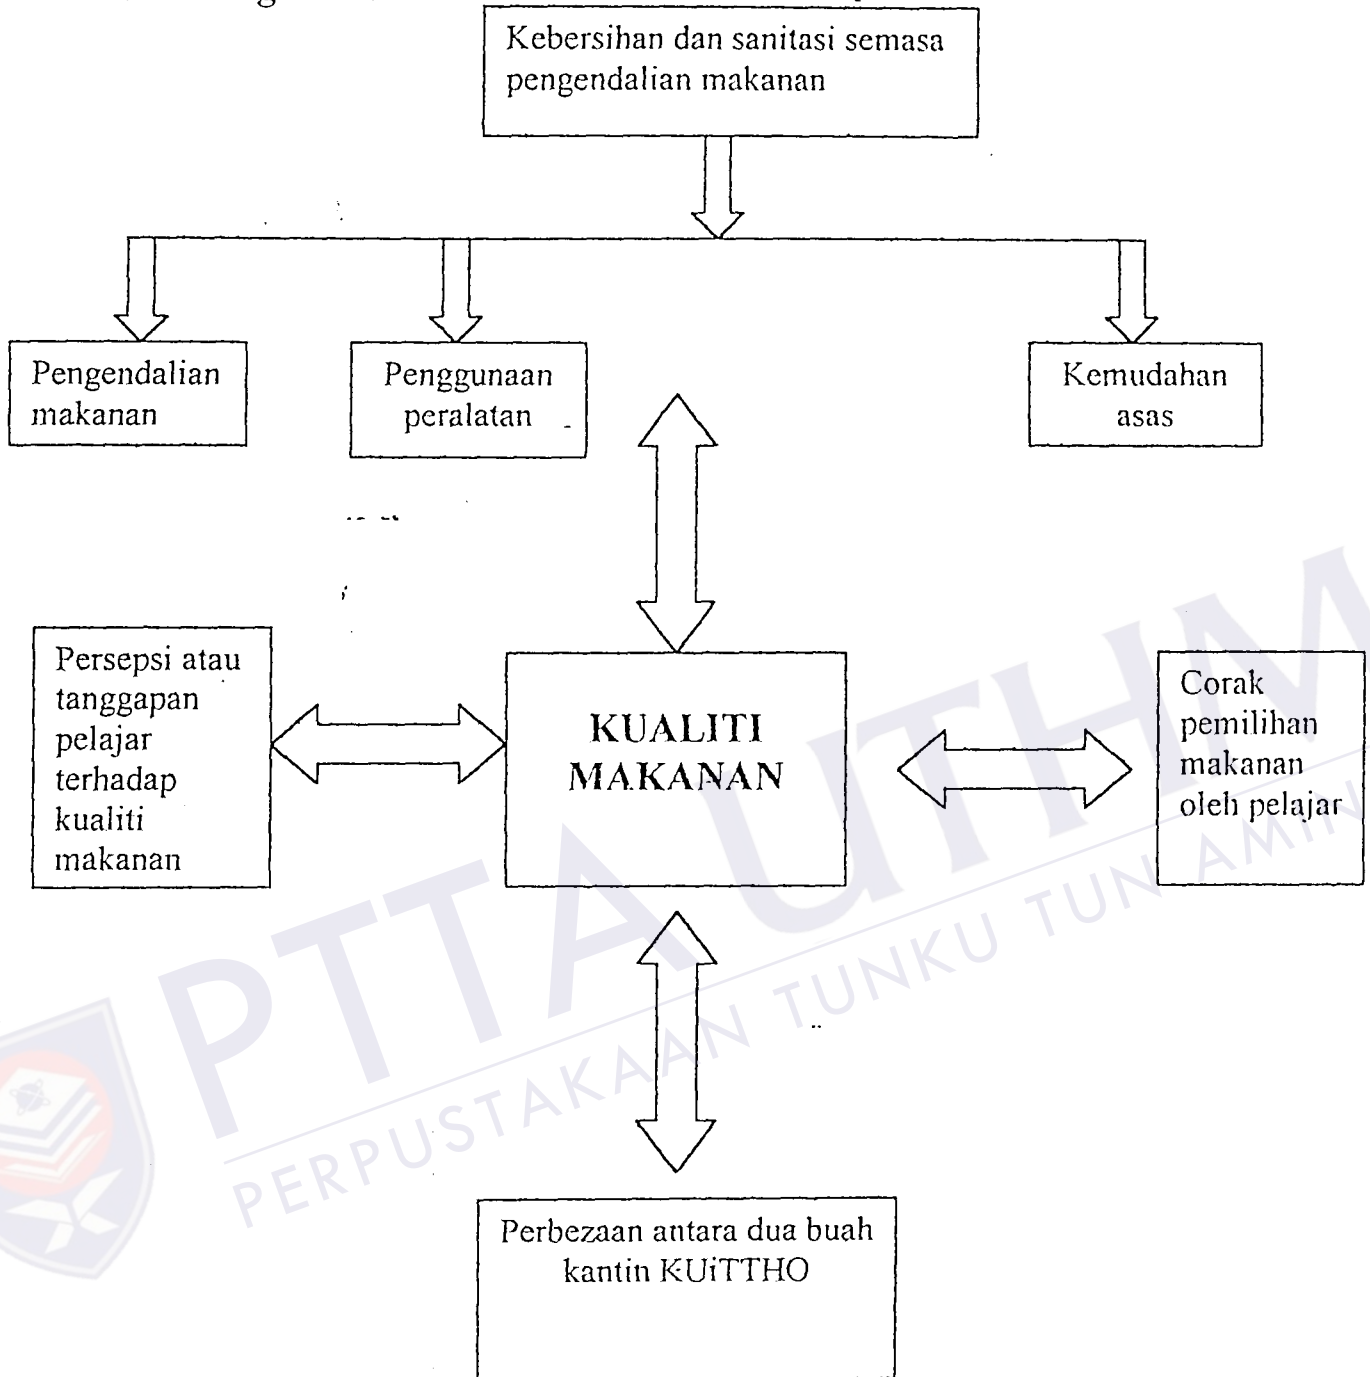 Kebersihan dan sanitasi semasa
pengendalian makanan
Pengendalian
makanan
Penggunaan
peralatan
Kemudahan
asas
Persepsi atau
tanggapan
pelajar
terhadap
kualiti
makanan
KUALITI
MAKANAN
Corak
pemilihan
makanan
oleh pelajar
Perbezaan antara dua buah
kantin KUiTTHO
PTTA UTHM
PERPUSTAKAAN TUNKU TUN AMIN